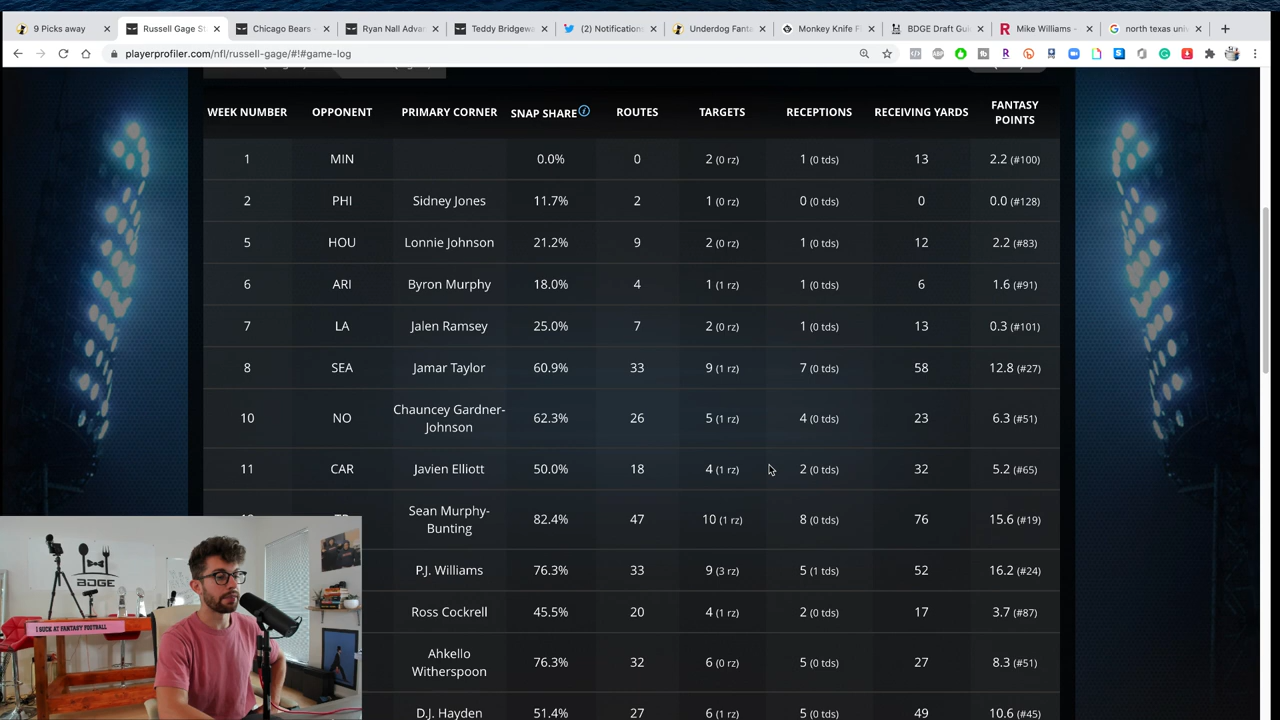 9 Picks away
Russell Gage St
Chicago Bears -
Ryan Nall Adva
Teddy Bridgew
(2) Notification
Underdog Fanta
Monkey Knife F
BDGE Draft Gui
Mike Williams -
north texas uni
playerprofiler.com/nfl/russell-gage/#!#game-log
WEEK NUMBER OPPONENT PRIMARY CORNER SNAP SHARE ROUTES TARGETS RECEPTIONS RECEIVING YARDS FANTASY POINTS
1 MIN 0.0% 0 2 (0 rz) 1 (0 tds) 13 2.2 (#100)
2 PHI Sidney Jones 11.7% 2 1 (0 rz) 0 (0 tds) 0 0.0 (#128)
5 HOU Lonnie Johnson 21.2% 9 2 (0 rz) 1 (0 tds) 12 2.2 (#83)
6 ARI Byron Murphy 18.0% 4 1 (1 rz) 1 (0 tds) 6 1.6 (#91)
7 LA Jalen Ramsey 25.0% 7 2 (0 rz) 1 (0 tds) 13 0.3 (#101)
8 SEA Jamar Taylor 60.9% 33 9 (1 rz) 7 (0 tds) 58 12.8 (#27)
10 NO Chauncey Gardner-Johnson 62.3% 26 5 (1 rz) 4 (0 tds) 23 6.3 (#51)
11 CAR Javien Elliott 50.0% 18 4 (1 rz) 2 (0 tds) 32 5.2 (#65)
Sean Murphy-Bunting 82.4% 47 10 (1 rz) 8 (0 tds) 76 15.6 (#19)
P.J. Williams 76.3% 33 9 (3 rz) 5 (1 tds) 52 16.2 (#24)
Ross Cockrell 45.5% 20 4 (1 rz) 2 (0 tds) 17 3.7 (#87)
Ahkello Witherspoon 76.3% 32 6 (0 rz) 5 (0 tds) 27 8.3 (#51)
D.J. Hayden 51.4% 27 6 (1 rz) 5 (0 tds) 49 10.6 (#45)
BDGE
I SUCK AT FANTASY FOOTBALL